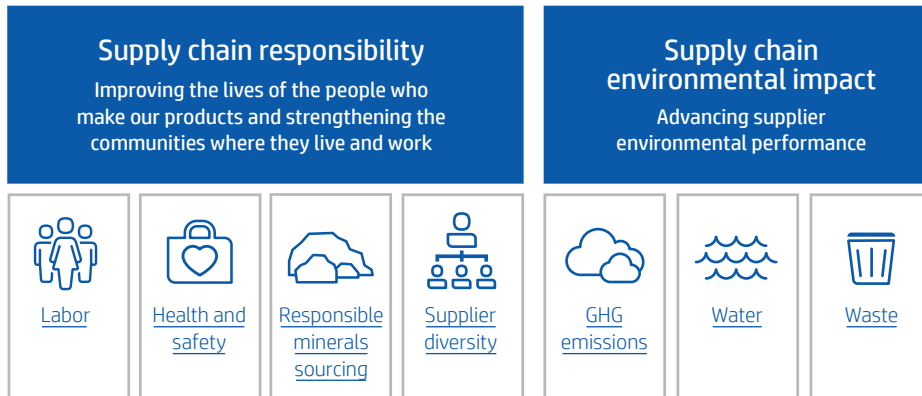 Supply chain responsibility
Improving the lives of the people who
make our products and strengthening the
communities where they live and work
Supply chain
environmental impact
Advancing supplier
environmental performance
Labor
Health and
safety
Responsible
minerals
sourcing
Supplier
diversity
GHG
emissions
Water
Waste